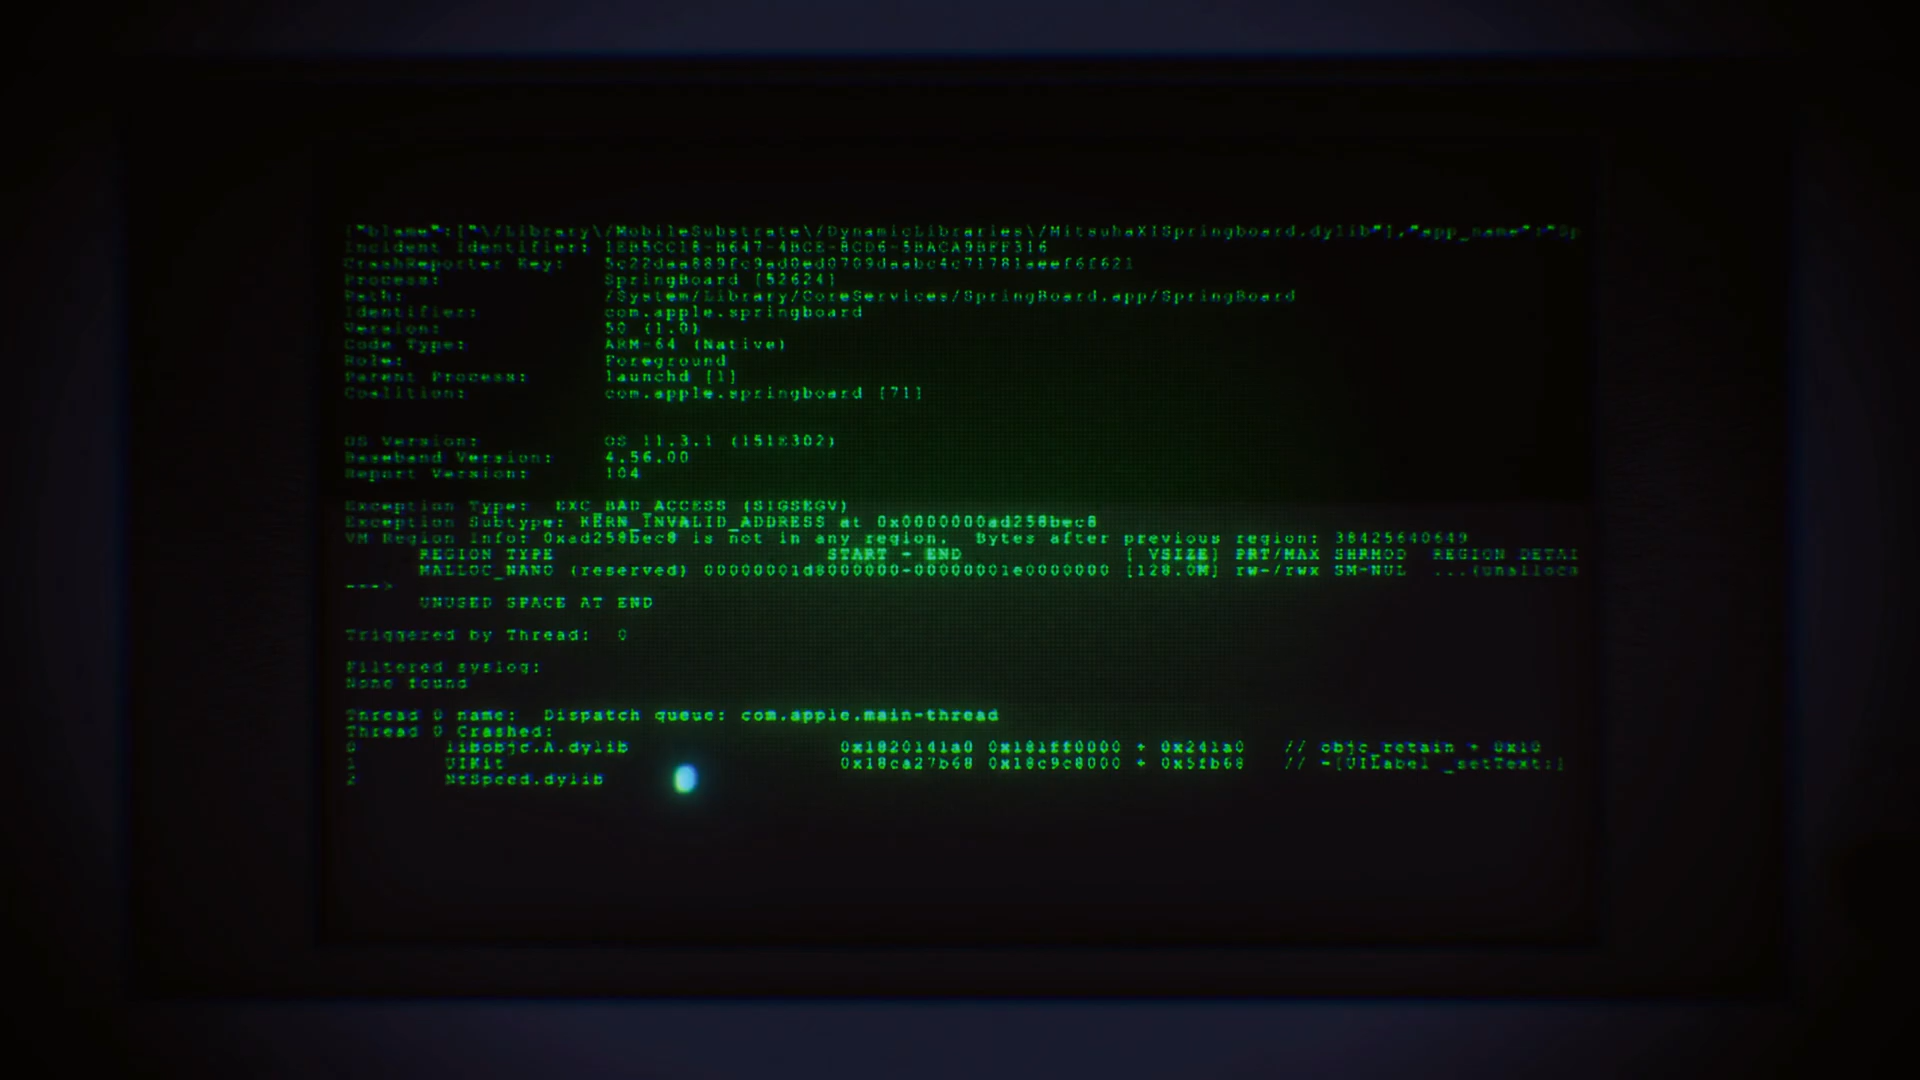 {"blame":["\/Library\/MobileSubstrate\/DynamicLibraries\/MitsuhaXISpringboard.dylib"],"app_name":"Sp
Incident Identifier: 1EB5CC18-B647-4BCE-8CD6-5BACA9BFF316
CrashReporter Key: 5c22daa889fc9ad0ed0709daabc4c71781aeef6f621
Process: SpringBoard [52624]
Path: /System/Library/CoreServices/SpringBoard.app/SpringBoard
Identifier: com.apple.springboard
Version: 50 (1.0)
Code Type: ARM-64 (Native)
Role: Foreground
Parent Process: launchd [1]
Coalition: com.apple.springboard [71]
OS Version: OS 11.3.1 (15E302)
Baseband Version: 4.56.00
Report Version: 104
Exception Type: EXC_BAD_ACCESS (SIGSEGV)
Exception Subtype: KERN_INVALID_ADDRESS at 0x0000000ad258bec8
VM Region Info: 0xad258bec8 is not in any region. Bytes after previous region: 38425640649
REGION TYPE START - END [ VSIZE] PRT/MAX SHRMOD REGION DETAI
MALLOC_NANO (reserved) 00000001d8000000-00000001e0000000 [128.0M] rw-/rwx SM=NUL ...(unalloca
--->
UNUSED SPACE AT END
Triggered by Thread: 0
Filtered syslog:
None found
Thread 0 name: Dispatch queue: com.apple.main-thread
Thread 0 Crashed:
0 libobjc.A.dylib 0x1820141a0 0x181ff0000 + 0x241a0 // objc_retain + 0x10
1 UIKit 0x18ca27b68 0x18c9c8000 + 0x5fb68 // -[UILabel _setText:]
2 NtSpeed.dylib